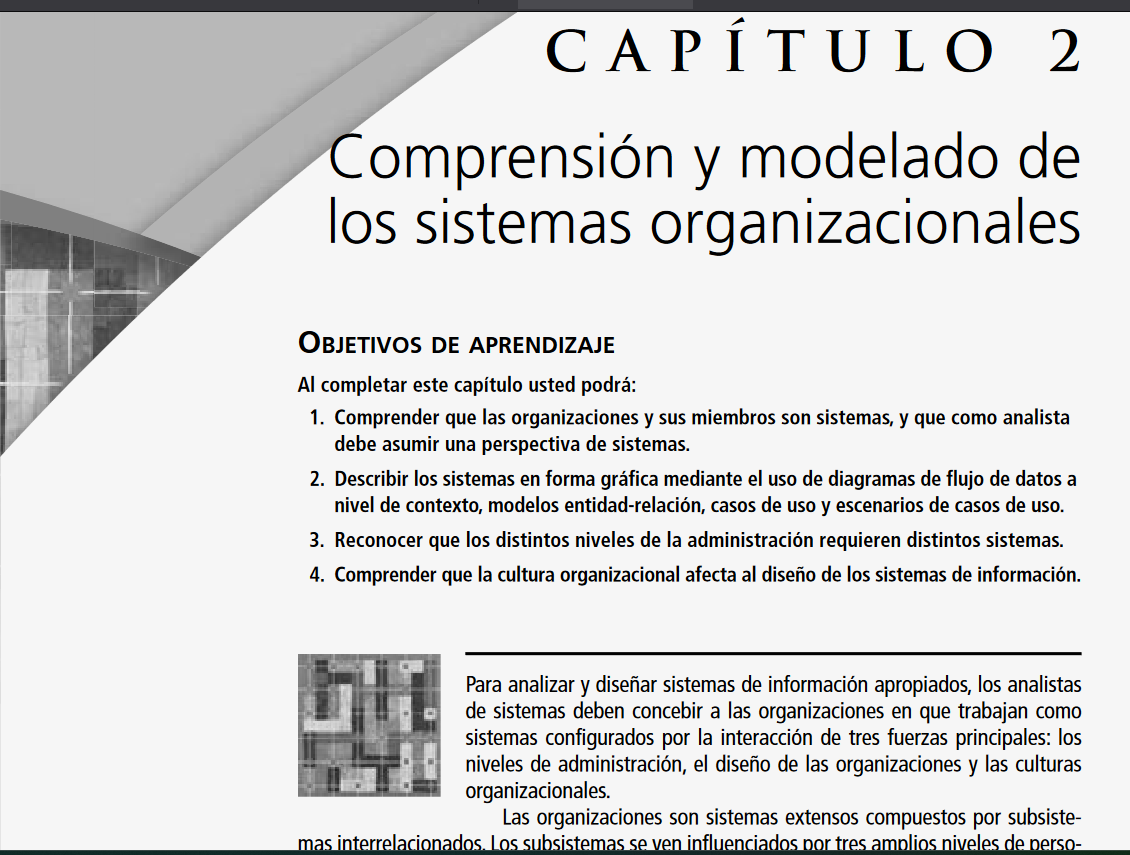 CAPÍTULO 2
Comprensión y modelado de
los sistemas organizacionales
OBJETIVOS DE APRENDIZAJE
Al completar este capítulo usted podrá:
1. Comprender que las organizaciones y sus miembros son sistemas, y que como analista
debe asumir una perspectiva de sistemas.
2. Describir los sistemas en forma gráfica mediante el uso de diagramas de flujo de datos a
nivel de contexto, modelos entidad-relación, casos de uso y escenarios de casos de uso.
3. Reconocer que los distintos niveles de la administración requieren distintos sistemas.
4. Comprender que la cultura organizacional afecta al diseño de los sistemas de información.
Para analizar y diseñar sistemas de información apropiados, los analistas
de sistemas deben concebir a las organizaciones en que trabajan como
sistemas configurados por la interacción de tres fuerzas principales: los
niveles de administración, el diseño de las organizaciones y las culturas
organizacionales.
Las organizaciones son sistemas extensos compuestos por subsiste-
mas interrelacionados. Los subsistemas se ven influenciados por tres amplios niveles de perso-